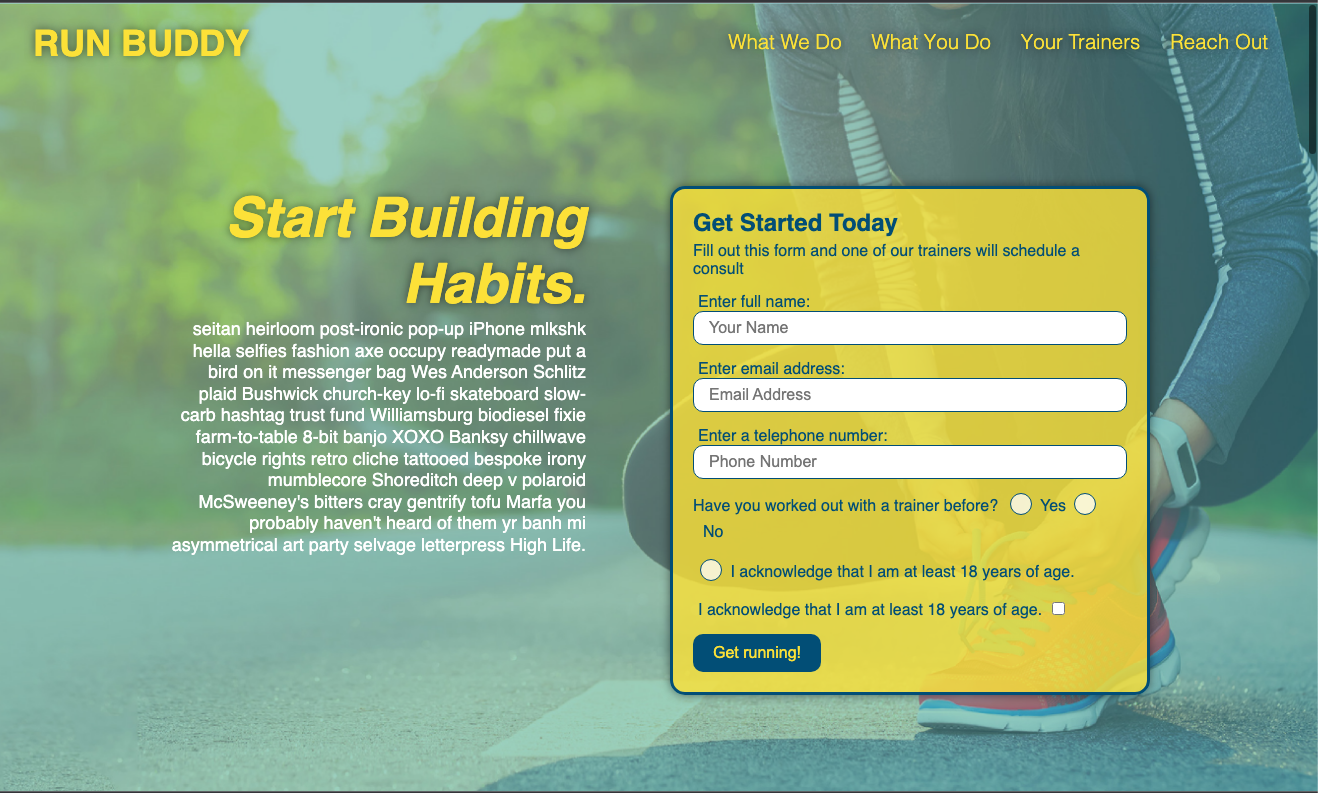 RUN BUDDY
What We Do What You Do Your Trainers Reach Out
Start Building
Habits.
seitan heirloom post-ironic pop-up iPhone mlkshk
hella selfies fashion axe occupy readymade put a
bird on it messenger bag Wes Anderson Schlitz
plaid Bushwick church-key lo-fi skateboard slow-
carb hashtag trust fund Williamsburg biodiesel fixie
farm-to-table 8-bit banjo XOXO Banksy chillwave
bicycle rights retro cliche tattooed bespoke irony
mumblecore Shoreditch deep v polaroid
McSweeney's bitters cray gentrify tofu Marfa you
probably haven't heard of them yr banh mi
asymmetrical art party selvage letterpress High Life.
Get Started Today
Fill out this form and one of our trainers will schedule a
consult
Enter full name:
Your Name
Enter email address:
Email Address
Enter a telephone number:
Phone Number
Have you worked out with a trainer before? Yes
No
I acknowledge that I am at least 18 years of age.
I acknowledge that I am at least 18 years of age.
Get running!